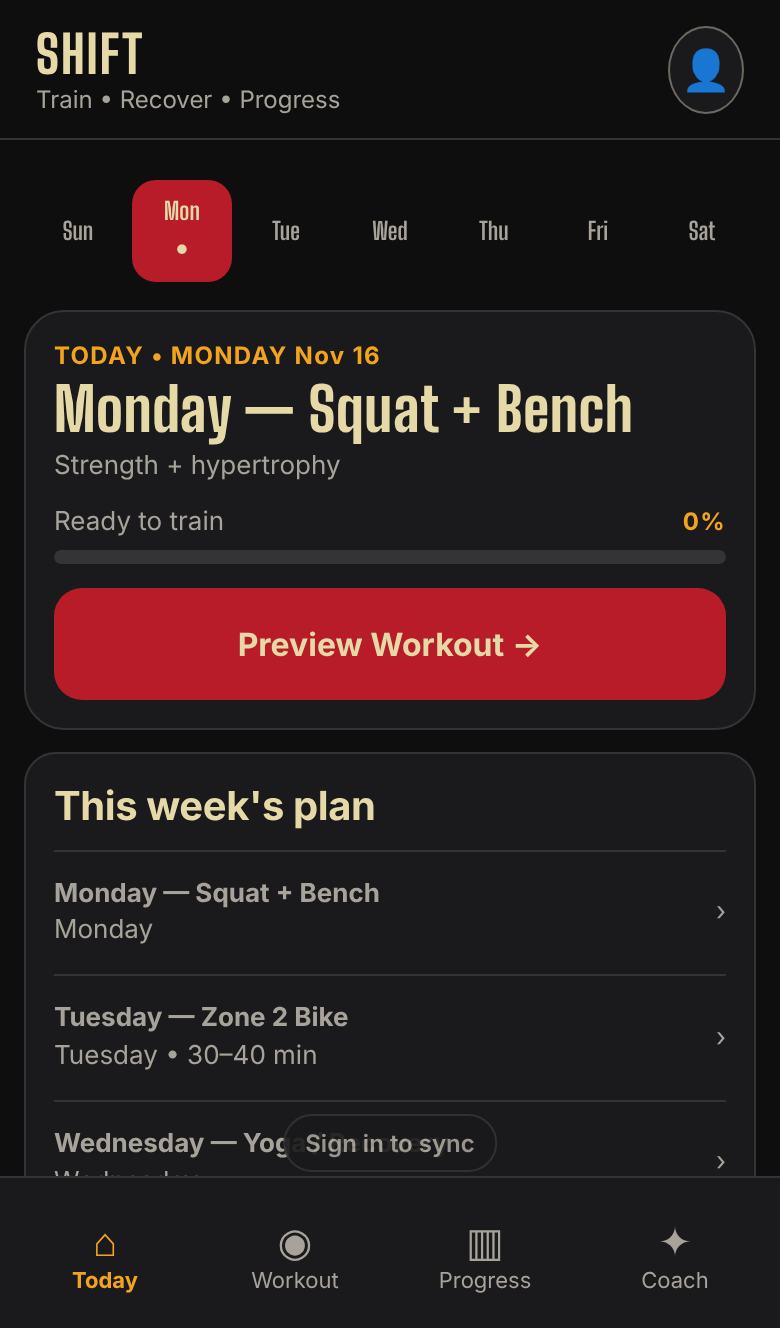 SHIFT
Train • Recover • Progress
Sun
Mon
Tue
Wed
Thu
Fri
Sat
TODAY • MONDAY Nov 16
Monday — Squat + Bench
Strength + hypertrophy
Ready to train
0%
Preview Workout →
This week's plan
Monday — Squat + Bench
Monday
›
Tuesday — Zone 2 Bike
Tuesday • 30–40 min
›
Wednesday — Yoga
Sign in to sync
›
Today
Workout
Progress
Coach